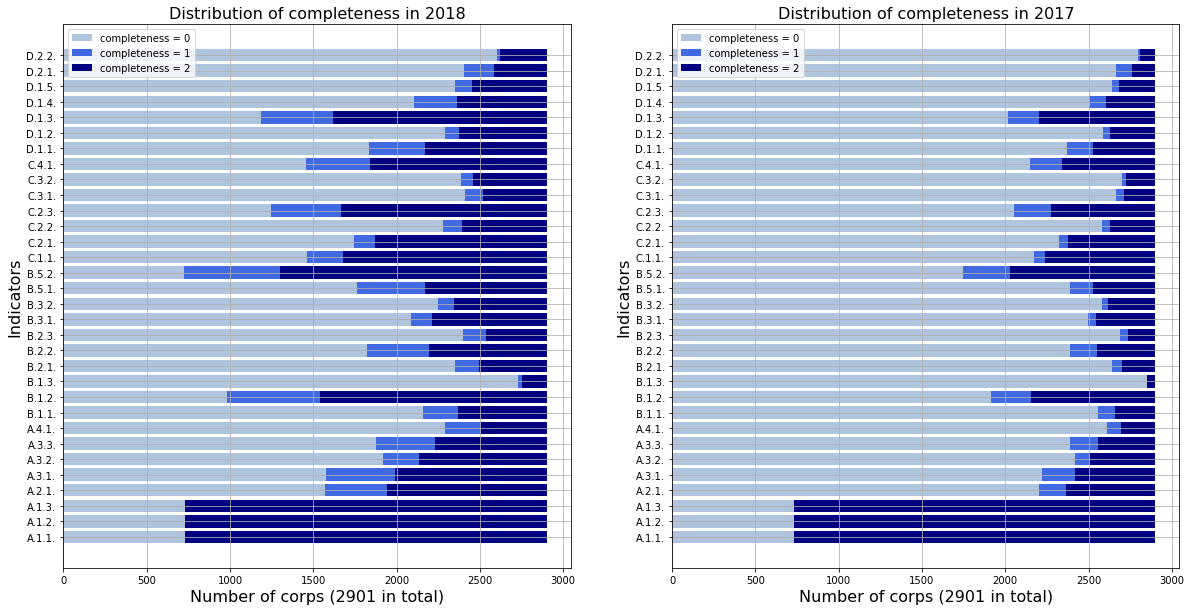 Distribution of completeness in 2018
completeness = 0
completeness = 1
completeness = 2
D.2.2.
D.2.1.
D.1.5.
D.1.4.
D.1.3.
D.1.2.
D.1.1.
C.4.1.
C.3.2.
C.3.1.
C.2.3.
C.2.2.
C.2.1.
C.1.1.
B.5.2.
B.5.1.
B.3.2.
B.3.1.
B.2.3.
B.2.2.
B.2.1.
B.1.3.
B.1.2.
B.1.1.
A.4.1.
A.3.3.
A.3.2.
A.3.1.
A.2.1.
A.1.3.
A.1.2.
A.1.1.
Indicators
0 500 1000 1500 2000 2500 3000
Number of corps (2901 in total)
Distribution of completeness in 2017
completeness = 0
completeness = 1
completeness = 2
D.2.2.
D.2.1.
D.1.5.
D.1.4.
D.1.3.
D.1.2.
D.1.1.
C.4.1.
C.3.2.
C.3.1.
C.2.3.
C.2.2.
C.2.1.
C.1.1.
B.5.2.
B.5.1.
B.3.2.
B.3.1.
B.2.3.
B.2.2.
B.2.1.
B.1.3.
B.1.2.
B.1.1.
A.4.1.
A.3.3.
A.3.2.
A.3.1.
A.2.1.
A.1.3.
A.1.2.
A.1.1.
Indicators
0 500 1000 1500 2000 2500 3000
Number of corps (2901 in total)